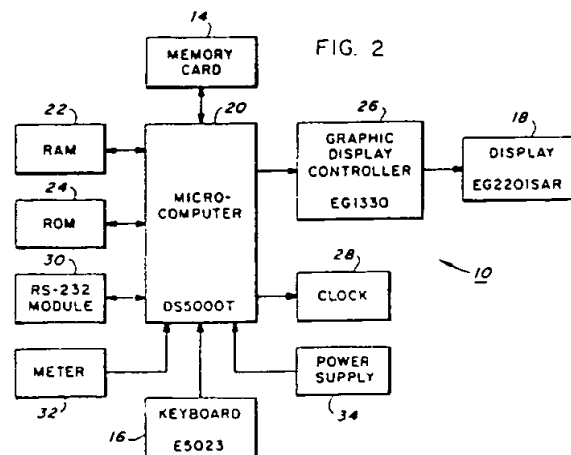 14
FIG. 2
MEMORY
CARD
22
RAM
20
26
GRAPHIC
DISPLAY
CONTROLLER
EG1330
18
DISPLAY
EG2201SAR
24
ROM
MICRO-
COMPUTER
30
RS-232
MODULE
DS5000T
28
CLOCK
10
METER
32
POWER
SUPPLY
34
16
KEYBOARD
E5023